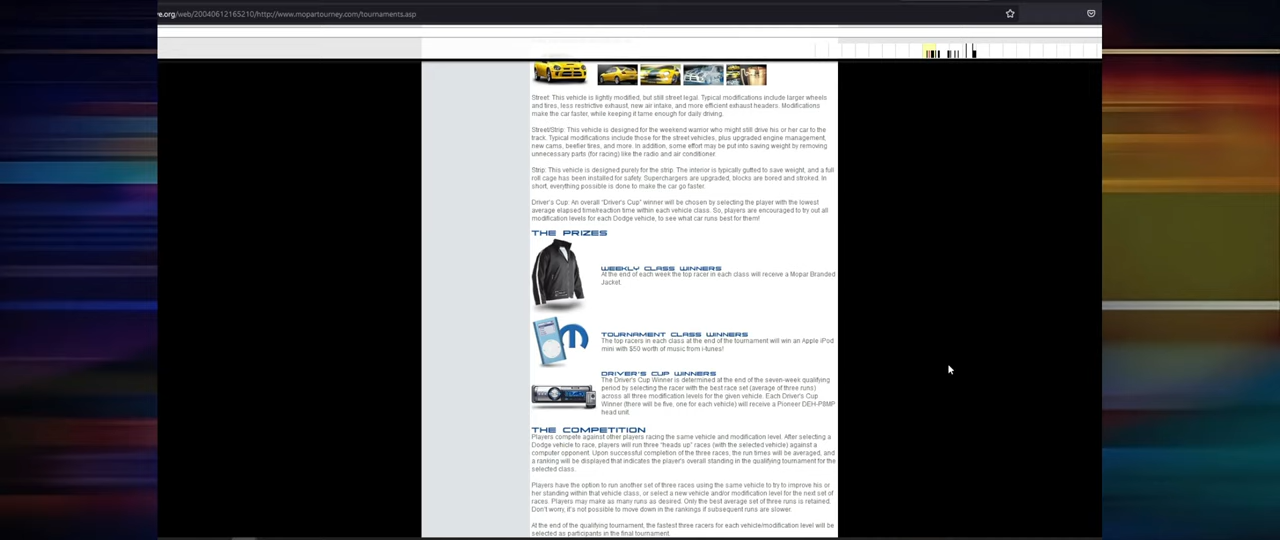 ve.org/web/20040612165210/http://www.mopartourney.com/tournaments.asp
Street: This vehicle is lightly modified, but still street legal. Typical modifications include larger wheels
and tires, less restrictive exhaust, new air intake, and more efficient exhaust headers. Modifications
make the car faster, while keeping it tame enough for daily driving.
Street/Strip: This vehicle is designed for the weekend warrior who might still drive his or her car to the
track. Typical modifications include those for the street vehicles, plus upgraded engine management,
new cams, beefier tires, and more. In addition, some effort may be put into saving weight by removing
unnecessary parts (for racing) like the radio and air conditioner.
Strip: This vehicle is designed purely for the strip. The interior is typically gutted to save weight, and a full
roll cage has been installed for safety. Superchargers are upgraded, blocks are bored and stroked. In
short, everything possible is done to make the car go faster.
Driver's Cup: An overall "Driver's Cup" winner will be chosen by selecting the player with the lowest
average elapsed time/reaction time within each vehicle class. So, players are encouraged to try out all
modification levels for each Dodge vehicle, to see what car runs best for them!
THE PRIZES
WEEKLY CLASS WINNERS
At the end of each week the top racer in each class will receive a Mopar Branded
Jacket.
TOURNAMENT CLASS WINNERS
The top racers in each class at the end of the tournament will win an Apple iPod
mini with $50 worth of music from i-tunes!
DRIVER'S CUP WINNERS
The Driver's Cup Winner is determined at the end of the seven-week qualifying
period by selecting the racer with the best race set (average of three runs)
across all three modification levels for the given vehicle. Each Driver's Cup
Winner (there will be five, one for each vehicle) will receive a Pioneer DEH-P8MP
head unit.
THE COMPETITION
Players compete against other players racing the same vehicle and modification level. After selecting a
Dodge vehicle to race, players will run three "heads up" races (with the selected vehicle) against a
computer opponent. Upon successful completion of the three races, the run times will be averaged, and
a ranking will be displayed that indicates the player's overall standing in the qualifying tournament for the
selected class.
Players have the option to run another set of three races using the same vehicle to try to improve his or
her standing within that vehicle class, or select a new vehicle and/or modification level for the next set of
races. Players may make as many runs as desired. Only the best average set of three runs is retained.
Don't worry, it's not possible to move down in the rankings if subsequent runs are slower.
At the end of the qualifying tournament, the fastest three racers for each vehicle/modification level will be
selected as participants in the final tournament.